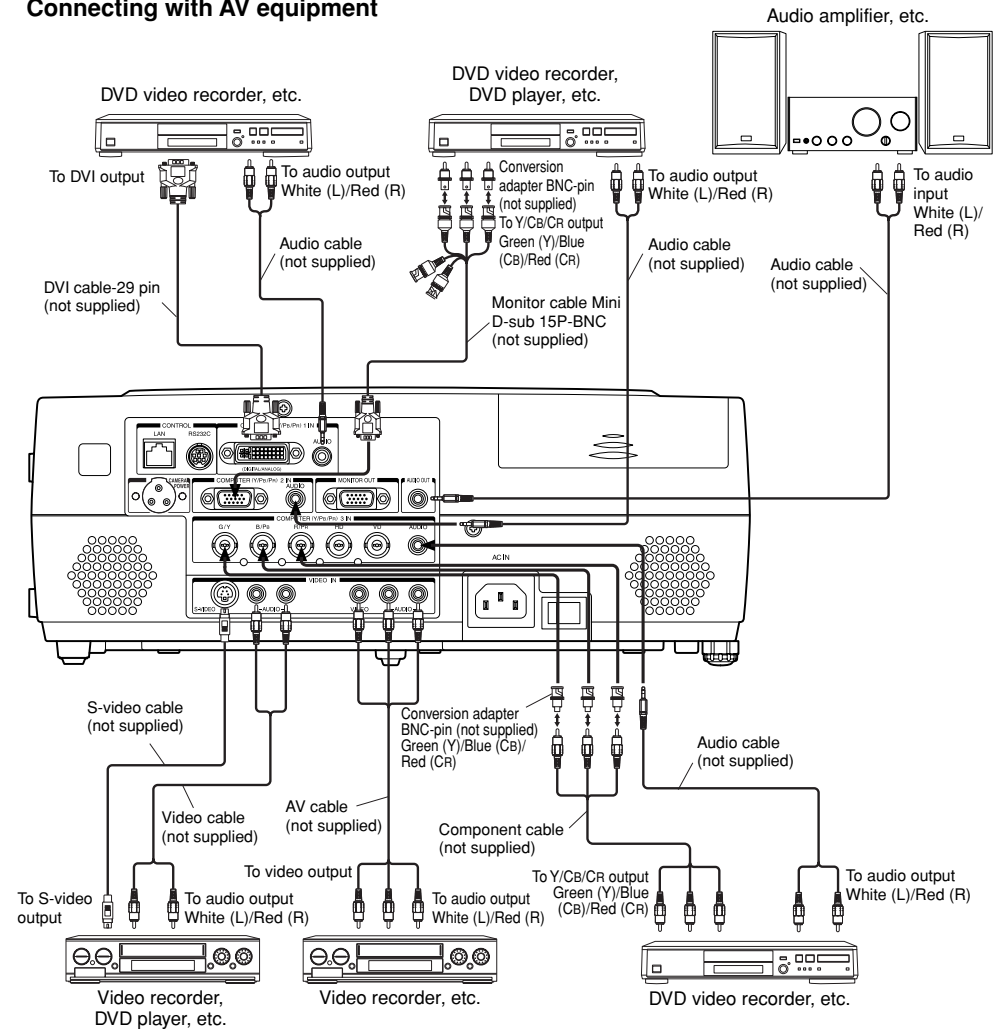 Connecting with AV equipment
Audio amplifier, etc.
DVD video recorder, etc.
DVD video recorder,
DVD player, etc.
To DVI output
To audio output
White (L)/Red (R)
Conversion
adapter BNC-pin
(not supplied)
To Y/CB/CR output
Green (Y)/Blue
(CB)/Red (CR)
To audio output
White (L)/Red (R)
To audio
input
White (L)/
Red (R)
Audio cable
(not supplied)
Audio cable
(not supplied)
Audio cable
(not supplied)
DVI cable-29 pin
(not supplied)
Monitor cable Mini
D-sub 15P-BNC
(not supplied)
CONTROL
LAN
RS232C
1 IN
(DIGITAL/ANALOG)
CAMERA
POWER
COMPUTER (Y/PB/PR) 2 IN
AUDIO
MONITOR OUT
AUDIO OUT
COMPUTER (Y/PB/PR) 3 IN
G/Y
B/PB
R/PR
HD
VD
AUDIO
AC IN
VIDEO IN
S-VIDEO
AUDIO
VIDEO
AUDIO
S-video cable
(not supplied)
Conversion adapter
BNC-pin (not supplied)
Green (Y)/Blue (CB)/
Red (CR)
Audio cable
(not supplied)
Video cable
(not supplied)
AV cable
(not supplied)
Component cable
(not supplied)
To S-video
output
To audio output
White (L)/Red (R)
To video output
To audio output
White (L)/Red (R)
To Y/CB/CR output
Green (Y)/Blue
(CB)/Red (CR)
To audio output
White (L)/Red (R)
Video recorder,
DVD player, etc.
Video recorder, etc.
DVD video recorder, etc.